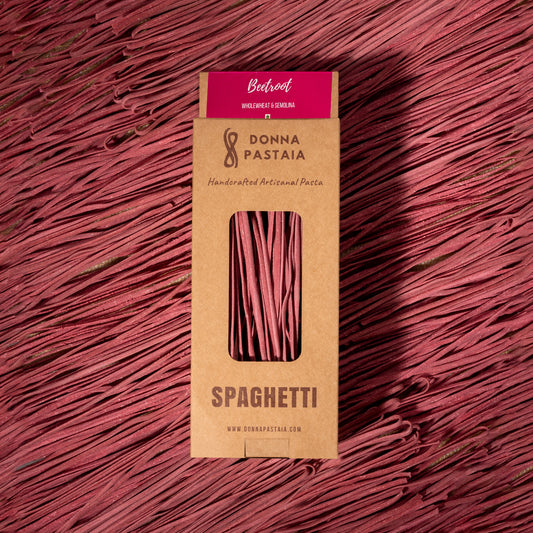 Beetroot
WHOLEWHEAT & SEMOLINA
DONNA
PASTAIA
Handcrafted Artisanal Pasta
SPAGHETTI
WWW.DONNAPASTAIA.COM